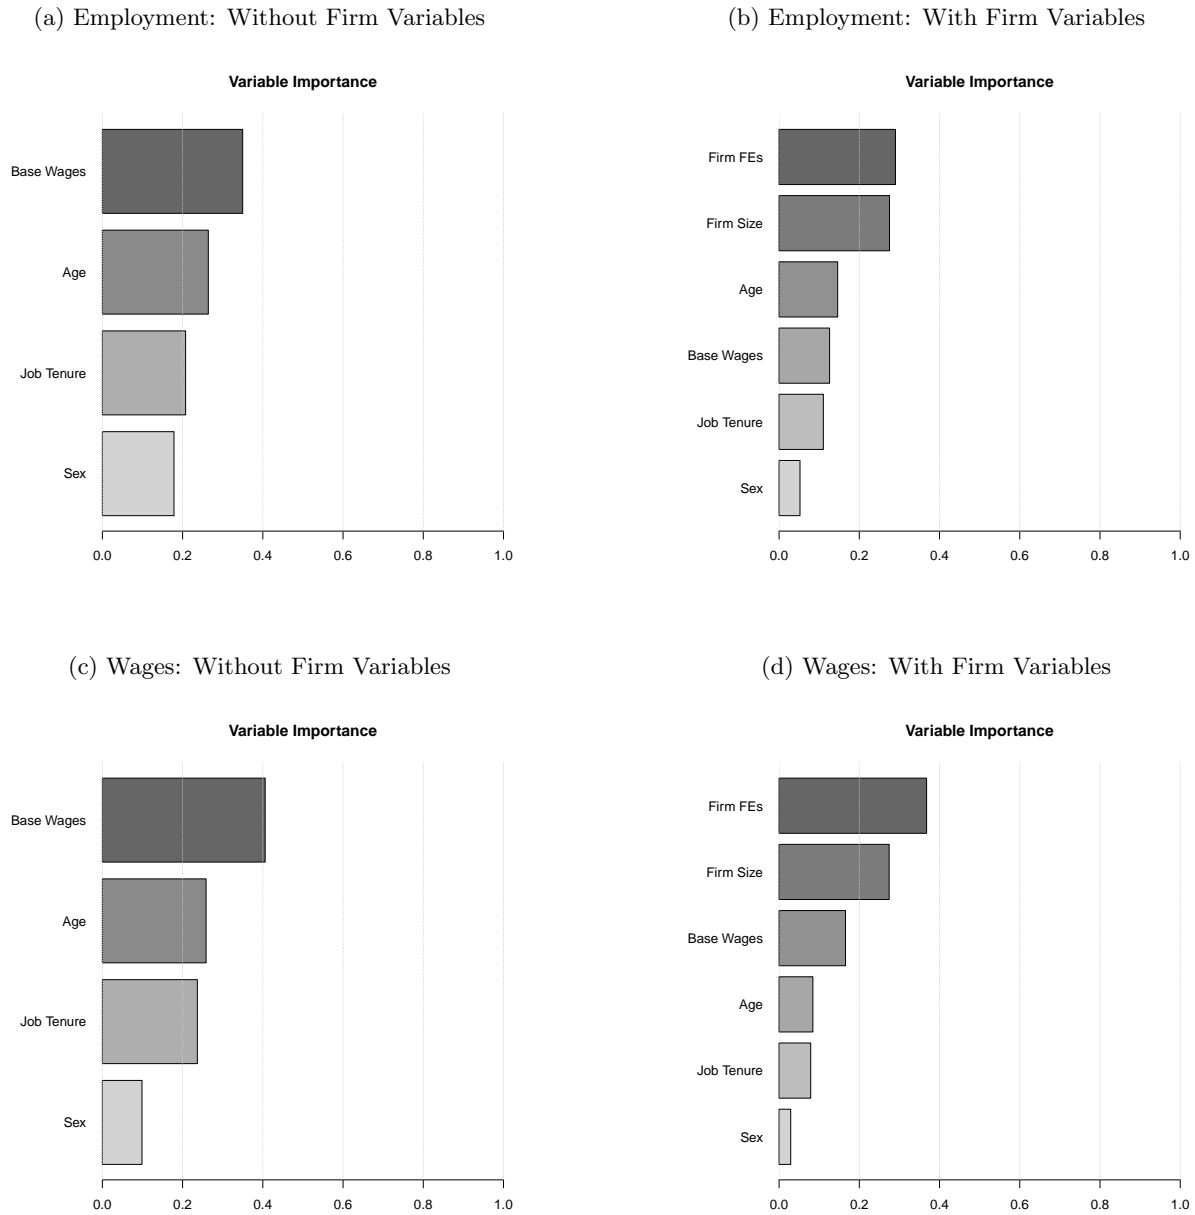 (a) Employment: Without Firm Variables
Variable Importance
Base Wages
Age
Job Tenure
Sex
0.0 0.2 0.4 0.6 0.8 1.0
(b) Employment: With Firm Variables
Variable Importance
Firm FEs
Firm Size
Age
Base Wages
Job Tenure
Sex
0.0 0.2 0.4 0.6 0.8 1.0
(c) Wages: Without Firm Variables
Variable Importance
Base Wages
Age
Job Tenure
Sex
0.0 0.2 0.4 0.6 0.8 1.0
(d) Wages: With Firm Variables
Variable Importance
Firm FEs
Firm Size
Base Wages
Age
Job Tenure
Sex
0.0 0.2 0.4 0.6 0.8 1.0